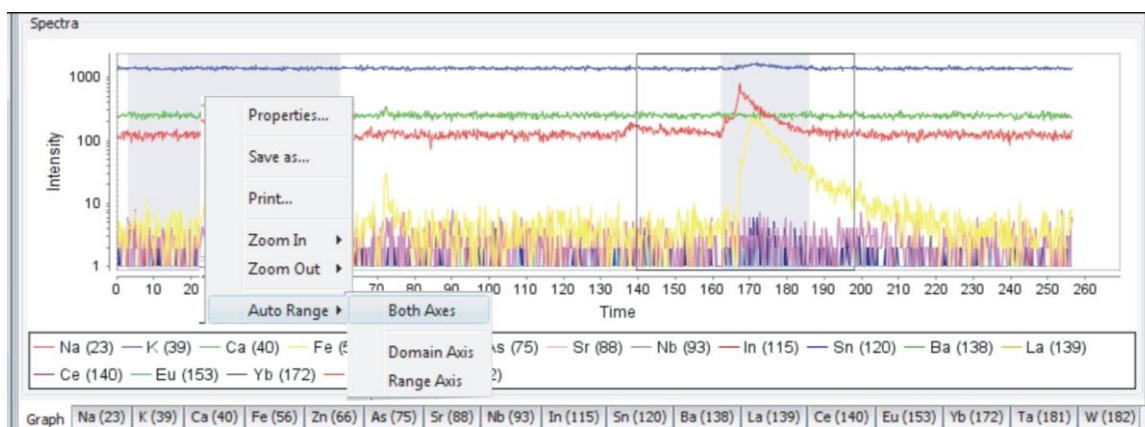 Spectra
1000
100
10
1
Intensity
0 10 20 70 80 90 100 110 120 130 140 150 160 170 180 190 200 210 220 230 240 250 260
Time
Properties...
Save as...
Print...
Zoom In
Zoom Out
Auto Range
Both Axes
Domain Axis
Range Axis
Na (23) K (39) Ca (40) Fe (5 As (75) Sr (88) Nb (93) In (115) Sn (120) Ba (138) La (139)
Ce (140) Eu (153) Yb (172) 2)
Graph Na (23) K (39) Ca (40) Fe (56) Zn (66) As (75) Sr (88) Nb (93) In (115) Sn (120) Ba (138) La (139) Ce (140) Eu (153) Yb (172) Ta (181) W (182)